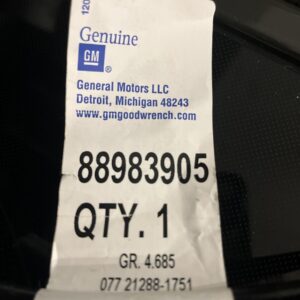 120
Genuine
GM
General Motors LLC
Detroit, Michigan 48243
www.gmgoodwrench.com
88983905
QTY. 1
GR. 4.685
077 21288-1751